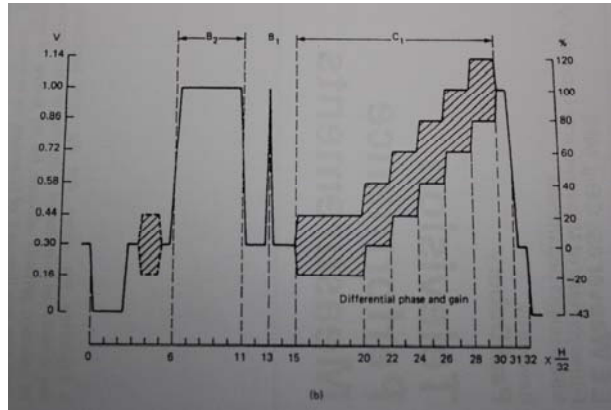 V B₂ B₁ C₁ %
1.14 120
1.00 100
0.86 80
0.72 60
0.58 40
0.44 20
0.30 0
0.16 −20
Differential phase and gain
0 −43
0 6 11 13 15 20 22 24 26 28 30 31 32 X H/32
(b)